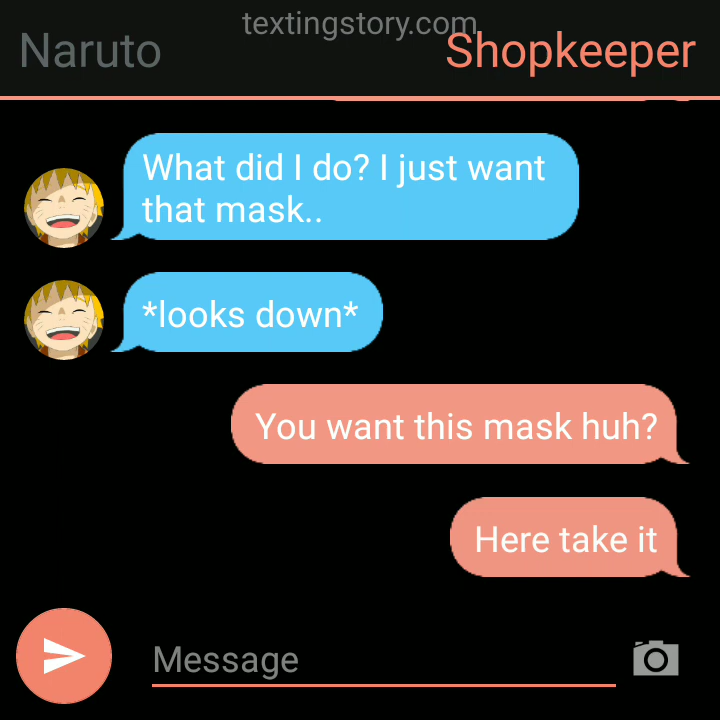 textingstory.com
Naruto
Shopkeeper
What did I do? I just want
that mask..
*looks down*
You want this mask huh?
Here take it
Message